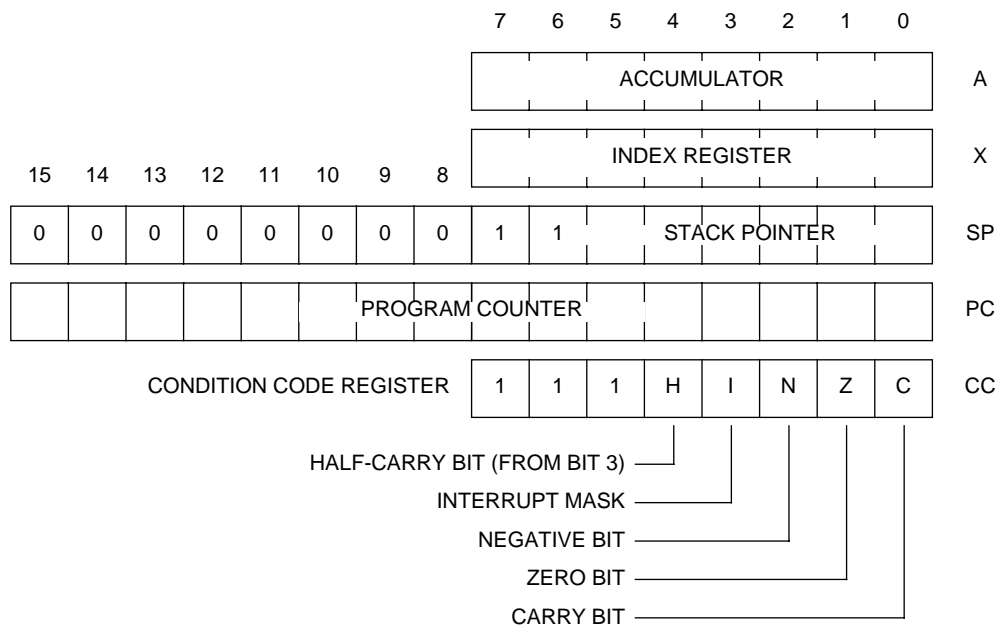 7 6 5 4 3 2 1 0
ACCUMULATOR A
INDEX REGISTER X
15 14 13 12 11 10 9 8
0 0 0 0 0 0 0 0 1 1 STACK POINTER SP
PROGRAM COUNTER PC
CONDITION CODE REGISTER 1 1 1 H I N Z C CC
HALF-CARRY BIT (FROM BIT 3)
INTERRUPT MASK
NEGATIVE BIT
ZERO BIT
CARRY BIT